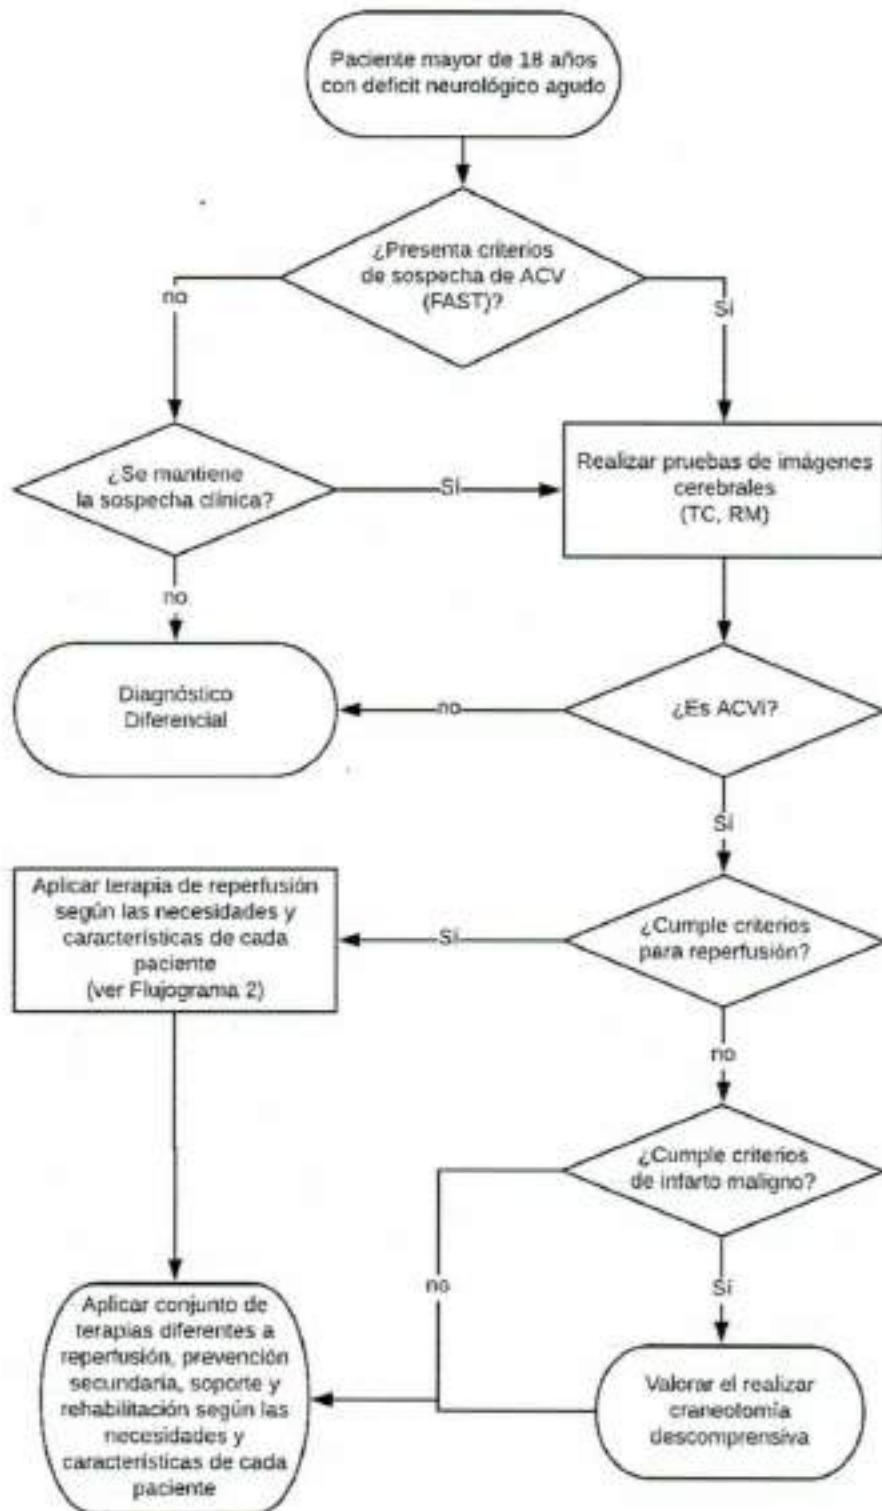 Paciente mayor de 18 años
con deficit neurológico agudo
¿Presenta criterios
de sospecha de ACV
(FAST)?
no
Sí
¿Se mantiene
la sospecha clínica?
Sí
Realizar pruebas de imágenes
cerebrales
(TC, RM)
no
Diagnóstico
Diferencial
no
¿Es ACVi?
Sí
Aplicar terapia de reperfusión
según las necesidades y
características de cada
paciente
(ver Flujograma 2)
Sí
¿Cumple criterios
para reperfusión?
no
¿Cumple criterios
de infarto maligno?
no
Sí
Aplicar conjunto de
terapias diferentes a
reperfusión, prevención
secundaria, soporte y
rehabilitación según las
necesidades y
características de cada
paciente
Valorar el realizar
craneotomía
descomprensiva